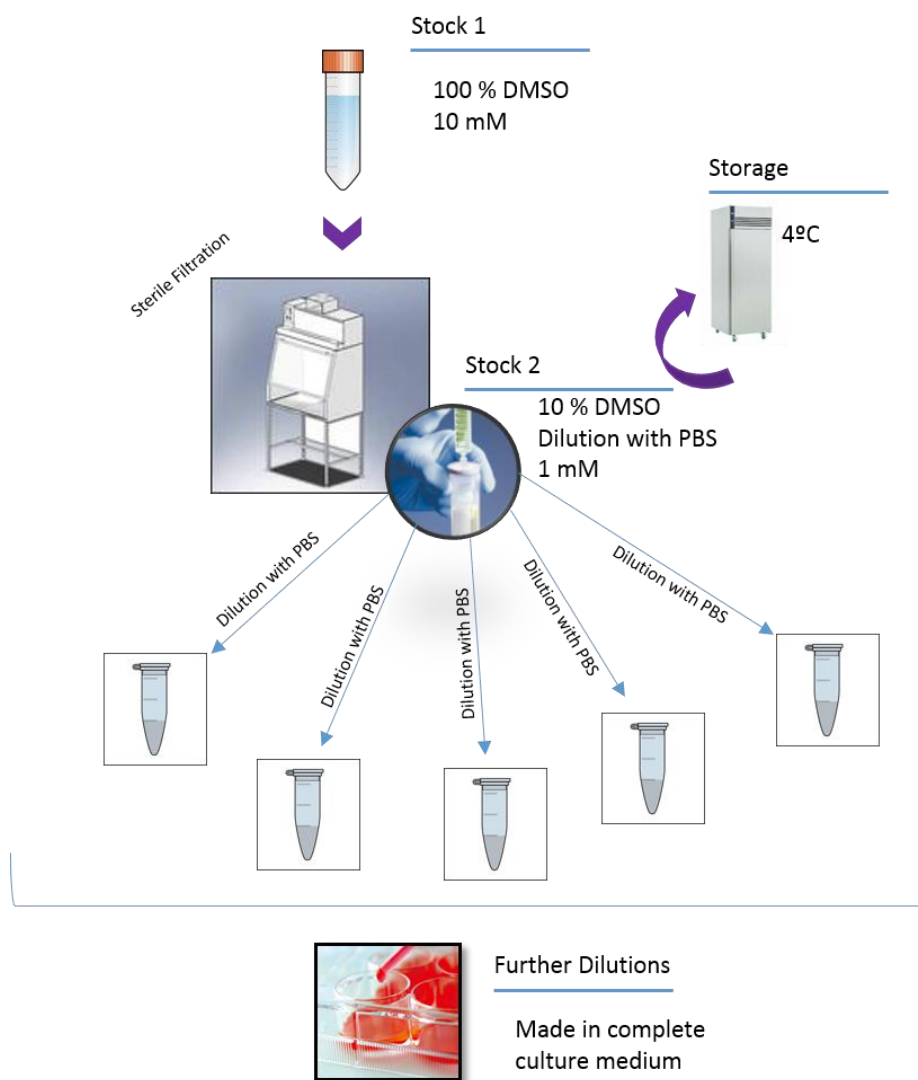 Stock 1
100 % DMSO
10 mM
Storage
4ºC
Sterile Filtration
Stock 2
10 % DMSO
Dilution with PBS
1 mM
Dilution with PBS
Dilution with PBS
Dilution with PBS
Dilution with PBS
Dilution with PBS
Further Dilutions
Made in complete
culture medium